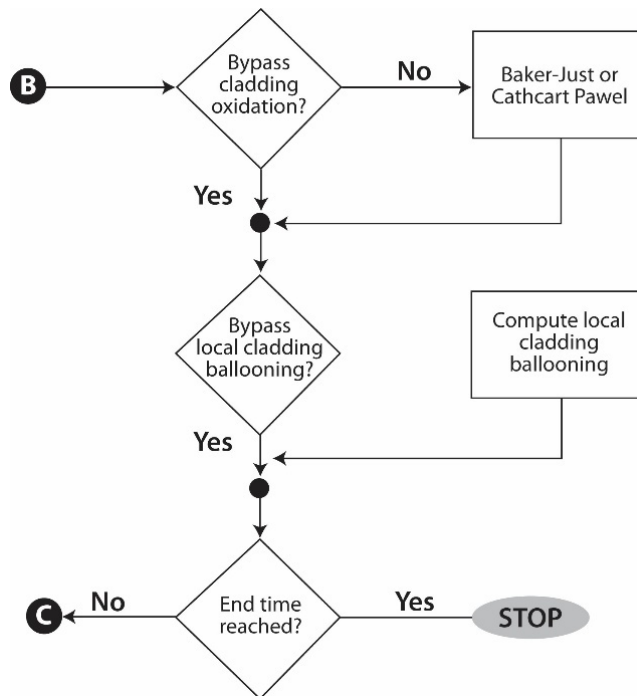 B
Bypass
cladding
oxidation?
No
Baker-Just or
Cathcart Pawel
Yes
Bypass
local cladding
ballooning?
Compute local
cladding
ballooning
Yes
C
No
End time
reached?
Yes
STOP